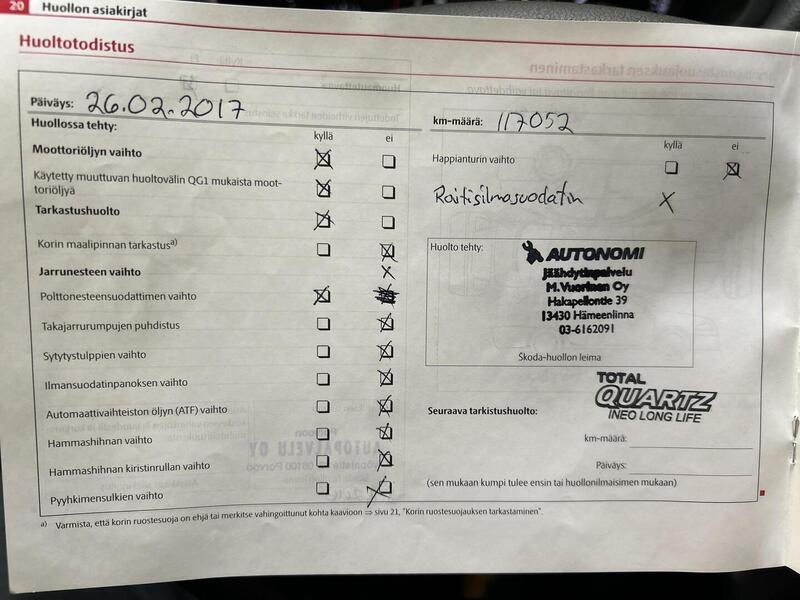 20 Huollon asiakirjat
Huoltotodistus
Päiväys: 26.02.2017
km-määrä: 117052
Huollossa tehty:
kyllä ei
kyllä ei
Moottoriöljyn vaihto
Käytetty muuttuvan huoltovälin QG1 mukaista moot-
toriöljyä
Tarkastushuolto
Korin maalipinnan tarkastus a)
Jarrunesteen vaihto
Polttonesteensuodattimen vaihto
Takajarrurumpujen puhdistus
Sytytystulppien vaihto
Ilmansuodatinpanoksen vaihto
Automaattivaihteiston öljyn (ATF) vaihto
Hammashihnan vaihto
Hammashihnan kiristinrullan vaihto
Pyyhkimensulkien vaihto
Happianturin vaihto
Raitisilmasuodatin
Huolto tehty:
AUTONOMI
Jäähdytinpalvelu
M.Vuorinen Oy
Hakapellontie 39
13430 Hämeenlinna
03-6162091
Škoda-huollon leima
TOTAL
QUARTZ
INEO LONG LIFE
Seuraava tarkistushuolto:
km-määrä:
Päiväys:
(sen mukaan kumpi tulee ensin tai huollonilmaisimen mukaan)
a) Varmista, että korin ruostesuoja on ehjä tai merkitse vahingoittunut kohta kaavioon ⇒ sivu 21, "Korin ruostesuojauksen tarkastaminen".